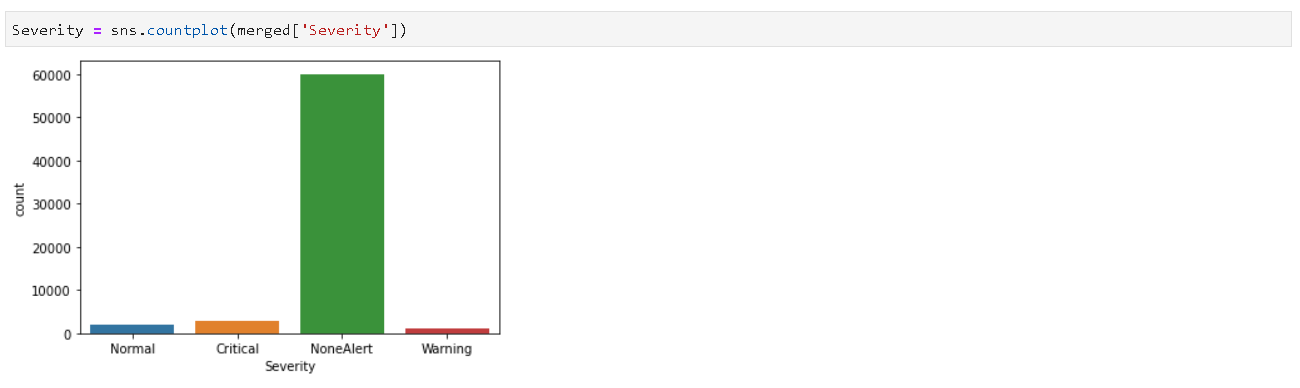 Severity = sns.countplot(merged['Severity'])
60000
50000
40000
30000
20000
10000
0
count
Normal Critical NoneAlert Warning
Severity